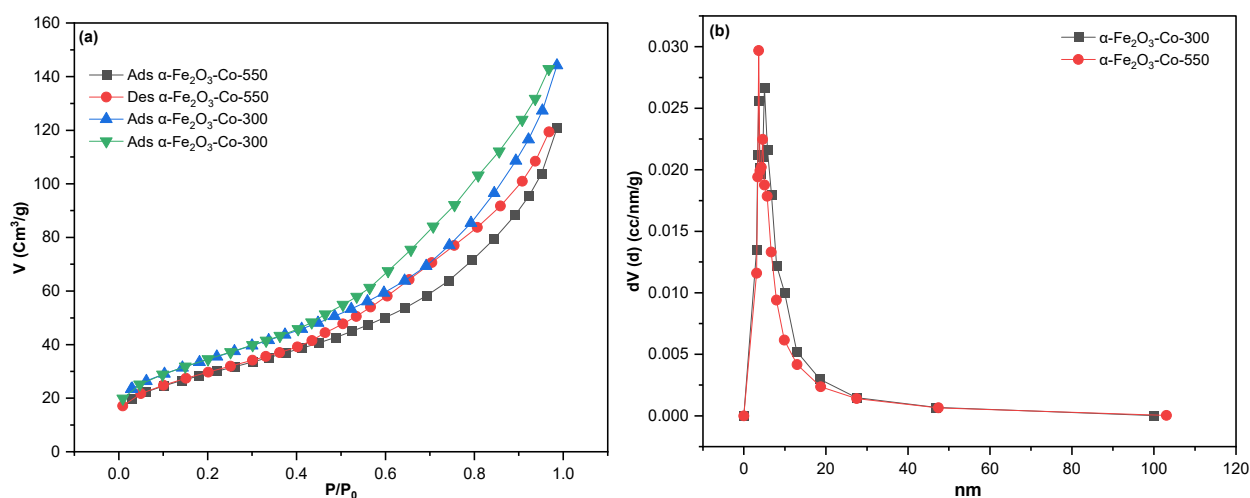 (a)
Ads α-Fe₂O₃-Co-550
Des α-Fe₂O₃-Co-550
Ads α-Fe₂O₃-Co-300
Ads α-Fe₂O₃-Co-300
160
140
120
100
80
60
40
20
0
V (Cm³/g)
0.0 0.2 0.4 0.6 0.8 1.0
P/P₀
(b)
α-Fe₂O₃-Co-300
α-Fe₂O₃-Co-550
0.030
0.025
0.020
0.015
0.010
0.005
0.000
dV (d) (cc/nm/g)
0 20 40 60 80 100 120
nm